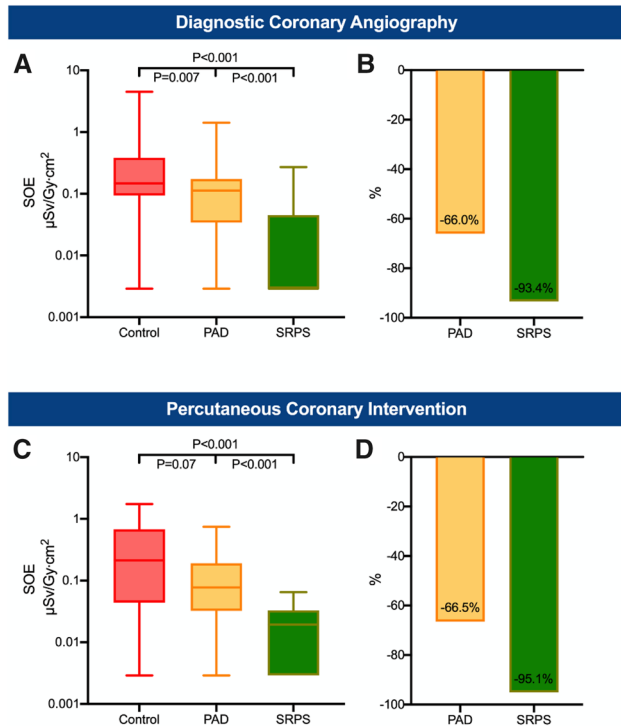 Diagnostic Coronary Angiography
A
P<0.001
P=0.007
P<0.001
10
1
0.1
0.01
0.001
SOE
µSv/Gy·cm²
Control
PAD
SRPS
B
0
-20
-40
-60
-80
-100
%
-66.0%
-93.4%
PAD
SRPS
Percutaneous Coronary Intervention
C
P<0.001
P=0.07
P<0.001
10
1
0.1
0.01
0.001
SOE
µSv/Gy·cm²
Control
PAD
SRPS
D
0
-20
-40
-60
-80
-100
%
-66.5%
-95.1%
PAD
SRPS